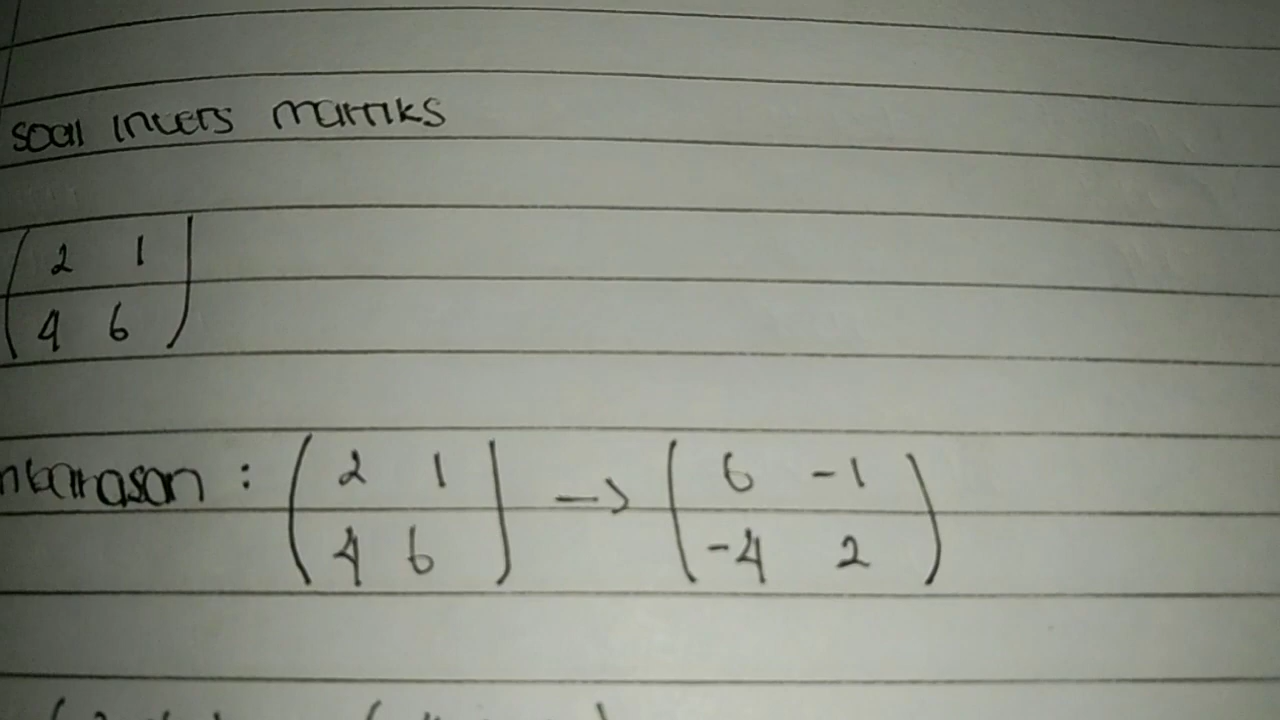 soal invers matriks
(2 1)
(4 6)
: (2 1) -> (6 -1)
(4 6) (-4 2)